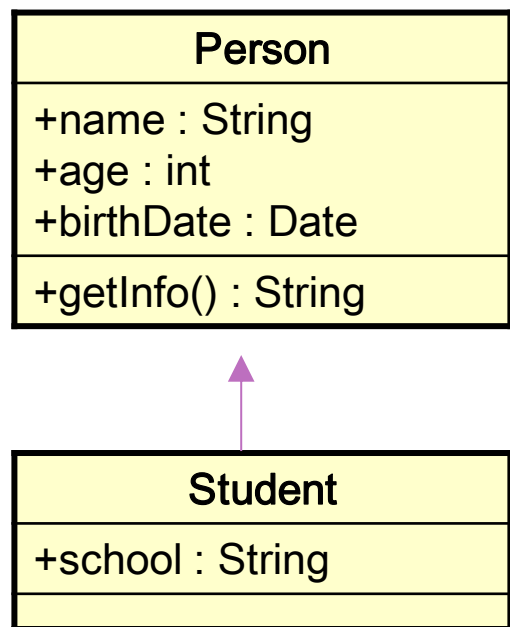 Person
+name : String
+age : int
+birthDate : Date
+getInfo() : String
Student
+school : String